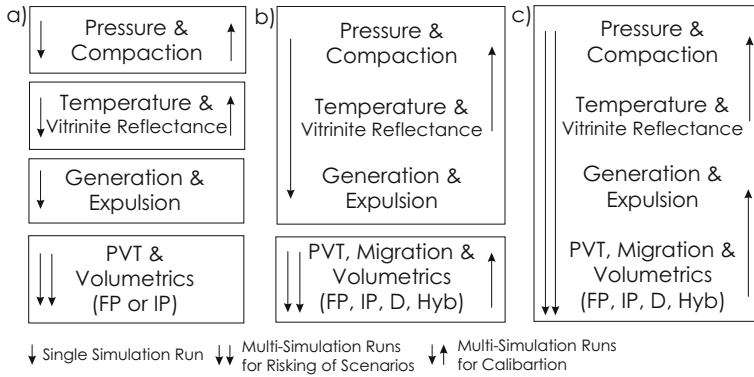 a)
Pressure &
Compaction
Temperature &
Vitrinite Reflectance
Generation &
Expulsion
PVT &
Volumetrics
(FP or IP)
b)
Pressure &
Compaction
Temperature &
Vitrinite Reflectance
Generation &
Expulsion
PVT, Migration &
Volumetrics
(FP, IP, D, Hyb)
c)
Pressure &
Compaction
Temperature &
Vitrinite Reflectance
Generation &
Expulsion
PVT, Migration &
Volumetrics
(FP, IP, D, Hyb)
Single Simulation Run
Multi-Simulation Runs
for Risking of Scenarios
Multi-Simulation Runs
for Calibartion